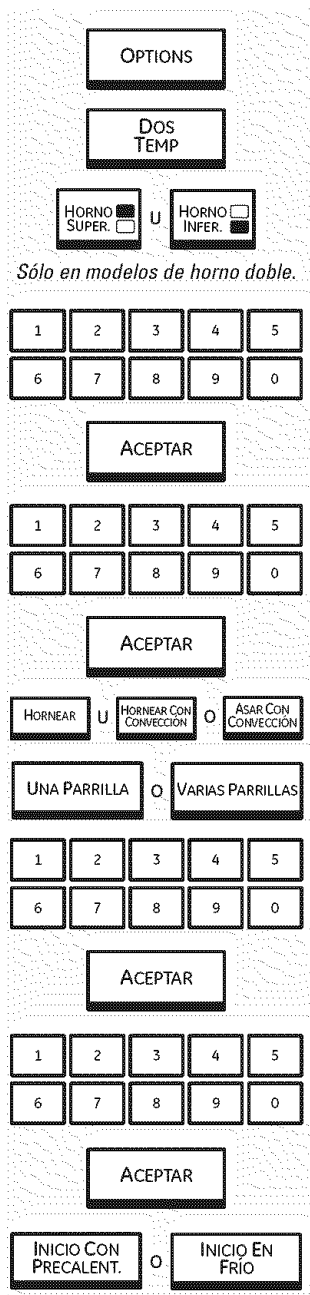 OPTIONS
DOS
TEMP
HORNO
SUPER.
U
HORNO
INFER.
Sólo en modelos de horno doble.
1 2 3 4 5
6 7 8 9 0
ACEPTAR
1 2 3 4 5
6 7 8 9 0
ACEPTAR
HORNEAR
U
HORNEAR CON
CONVECCIÓN
O
ASAR CON
CONVECCIÓN
UNA PARRILLA
O
VARIAS PARRILLAS
1 2 3 4 5
6 7 8 9 0
ACEPTAR
1 2 3 4 5
6 7 8 9 0
ACEPTAR
INICIO CON
PRECALENT.
O
INICIO EN
FRÍO